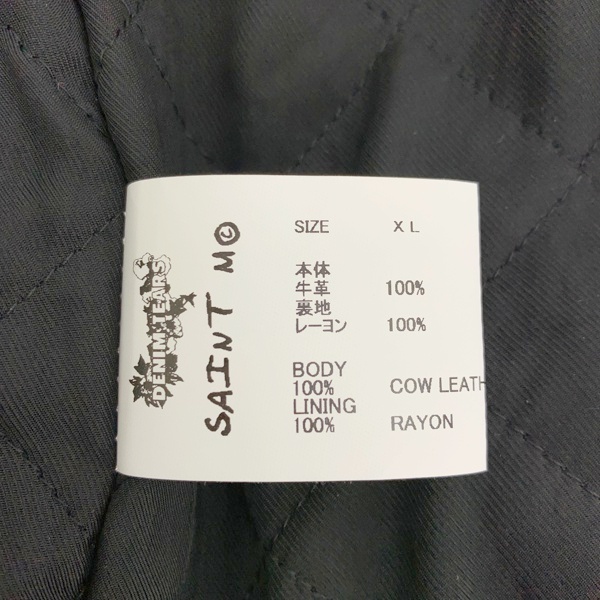 DENIM TEARS
SAINT M©
SIZE XL
本体
牛革 100%
裏地
レーヨン 100%
BODY
100% COW LEATH
LINING
100% RAYON